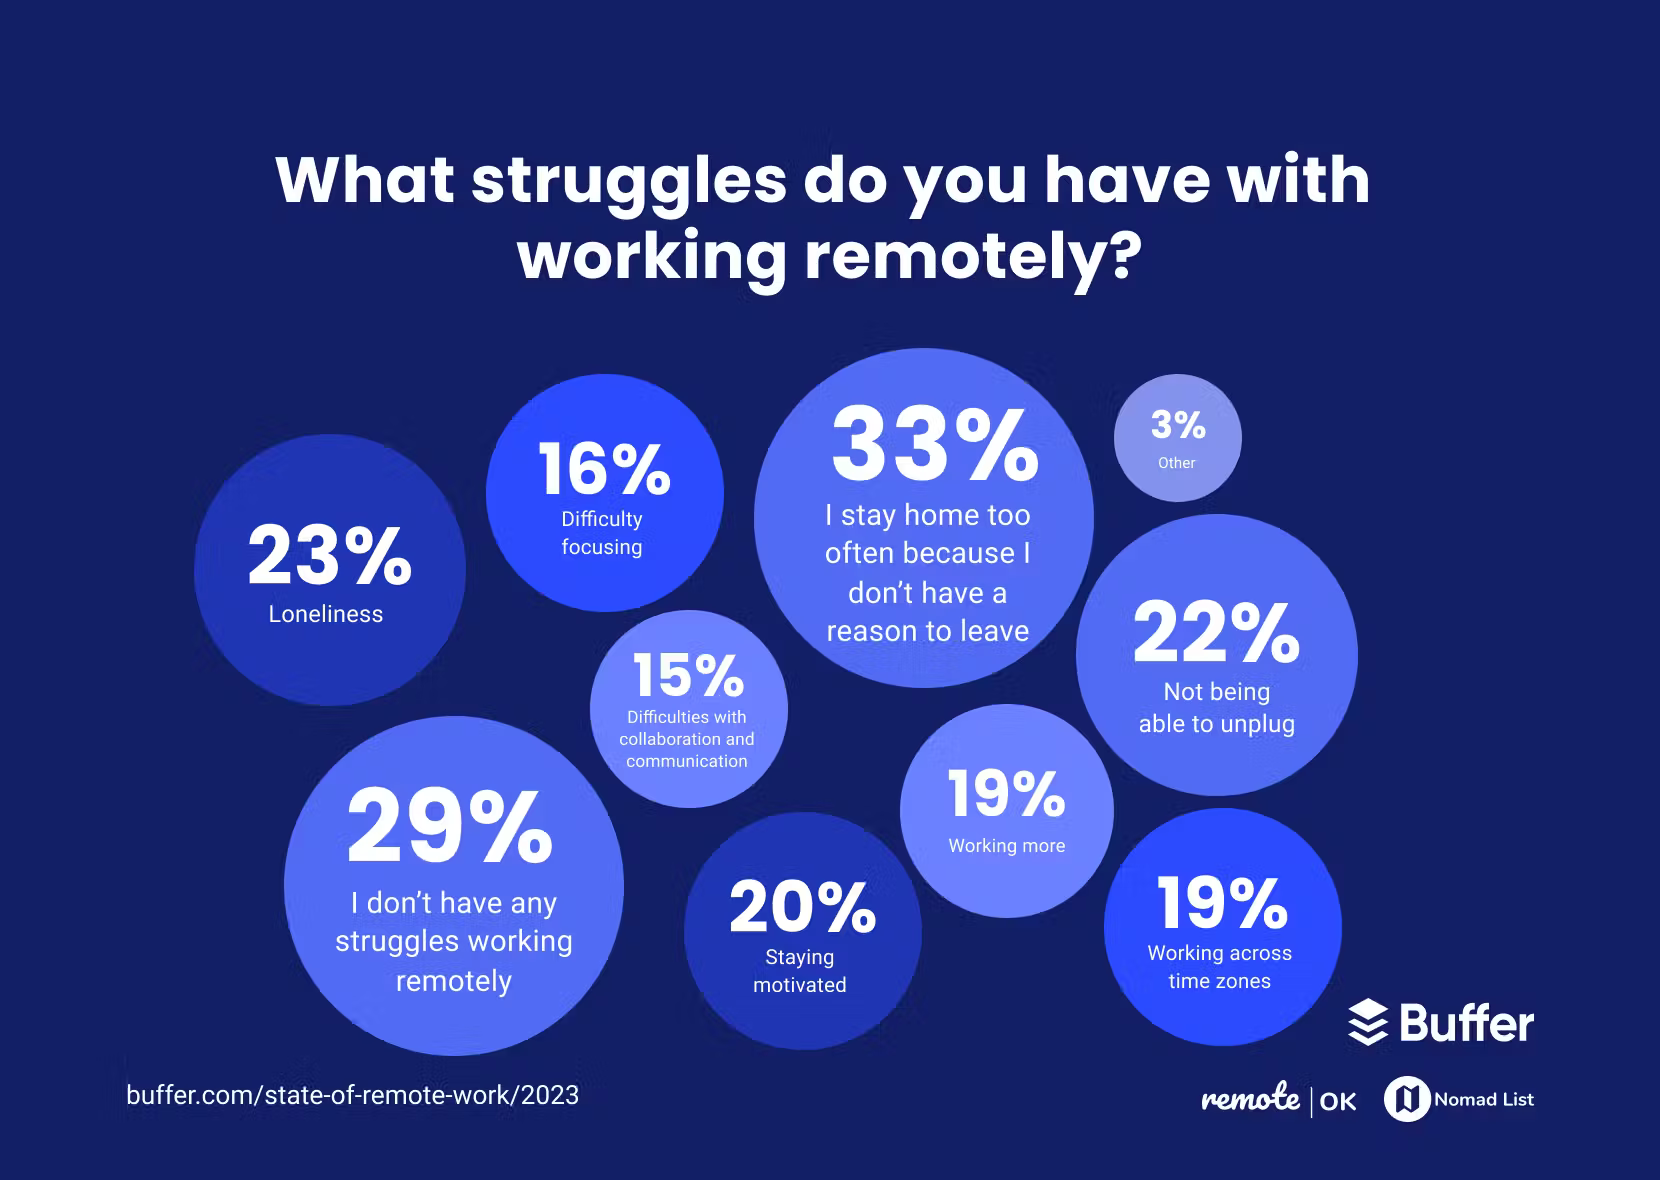 What struggles do you have with
working remotely?
23%
Loneliness
16%
Difficulty
focusing
33%
I stay home too
often because I
don’t have a
reason to leave
3%
Other
22%
Not being
able to unplug
15%
Difficulties with
collaboration and
communication
29%
I don’t have any
struggles working
remotely
20%
Staying
motivated
19%
Working more
19%
Working across
time zones
Buffer
buffer.com/state-of-remote-work/2023
remote | OK
Nomad List